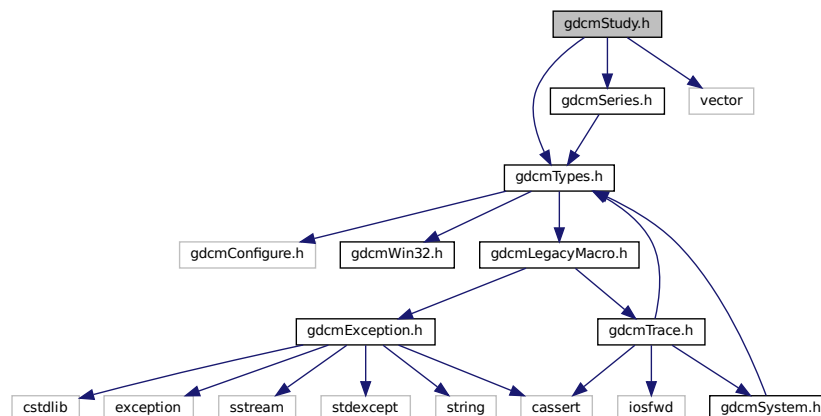 gdcmStudy.h
gdcmSeries.h
vector
gdcmTypes.h
gdcmConfigure.h
gdcmWin32.h
gdcmLegacyMacro.h
gdcmException.h
gdcmTrace.h
cstdlib
exception
sstream
stdexcept
string
cassert
iosfwd
gdcmSystem.h